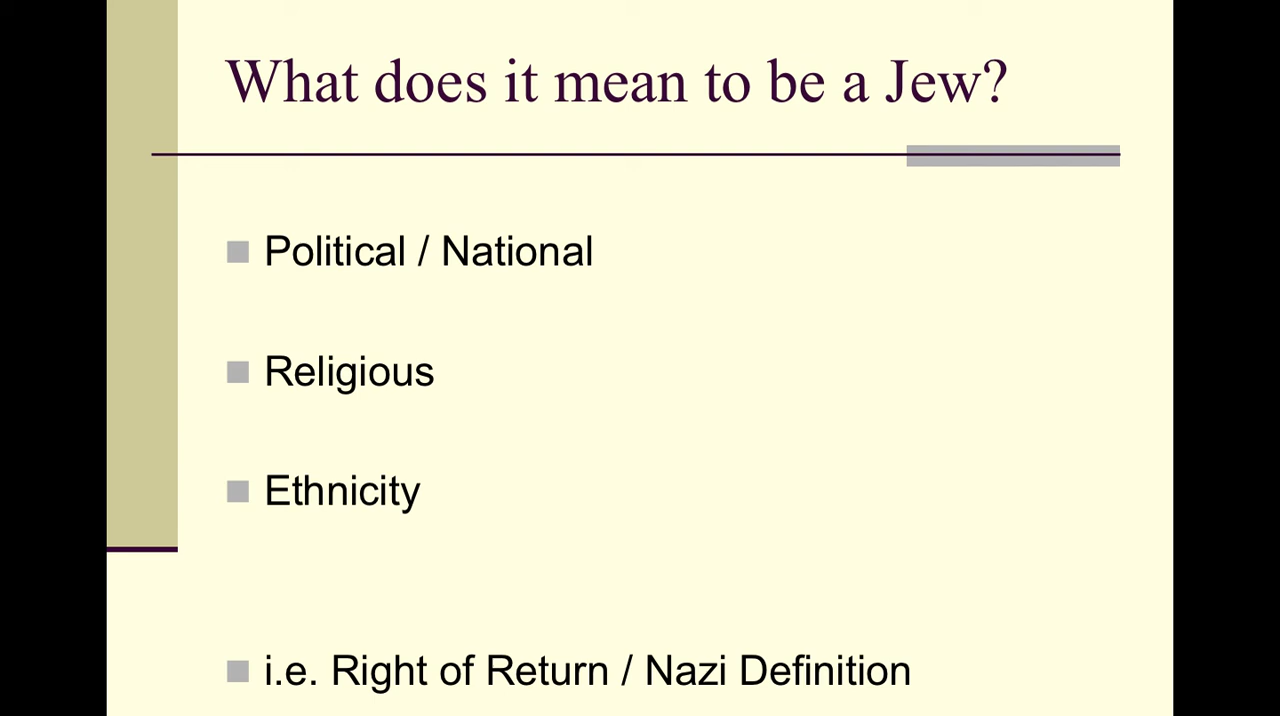 What does it mean to be a Jew?
Political / National
Religious
Ethnicity
i.e. Right of Return / Nazi Definition